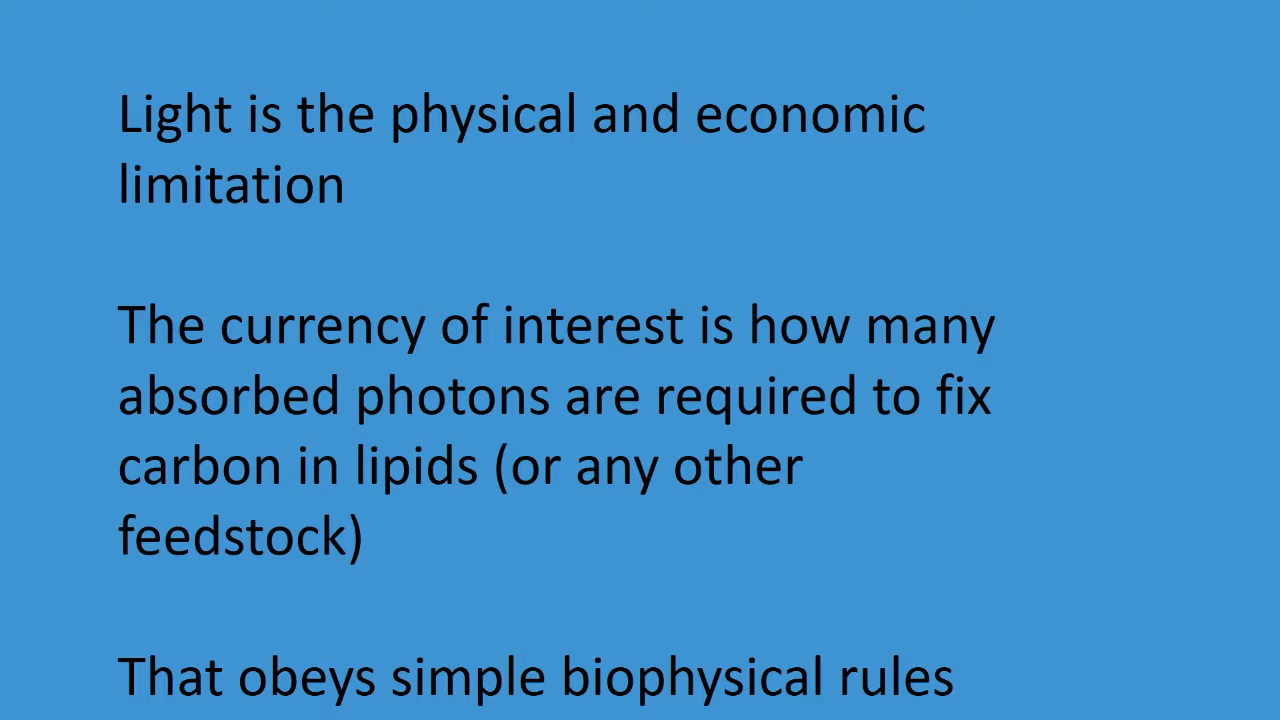 Light is the physical and economic
limitation
The currency of interest is how many
absorbed photons are required to fix
carbon in lipids (or any other
feedstock)
That obeys simple biophysical rules